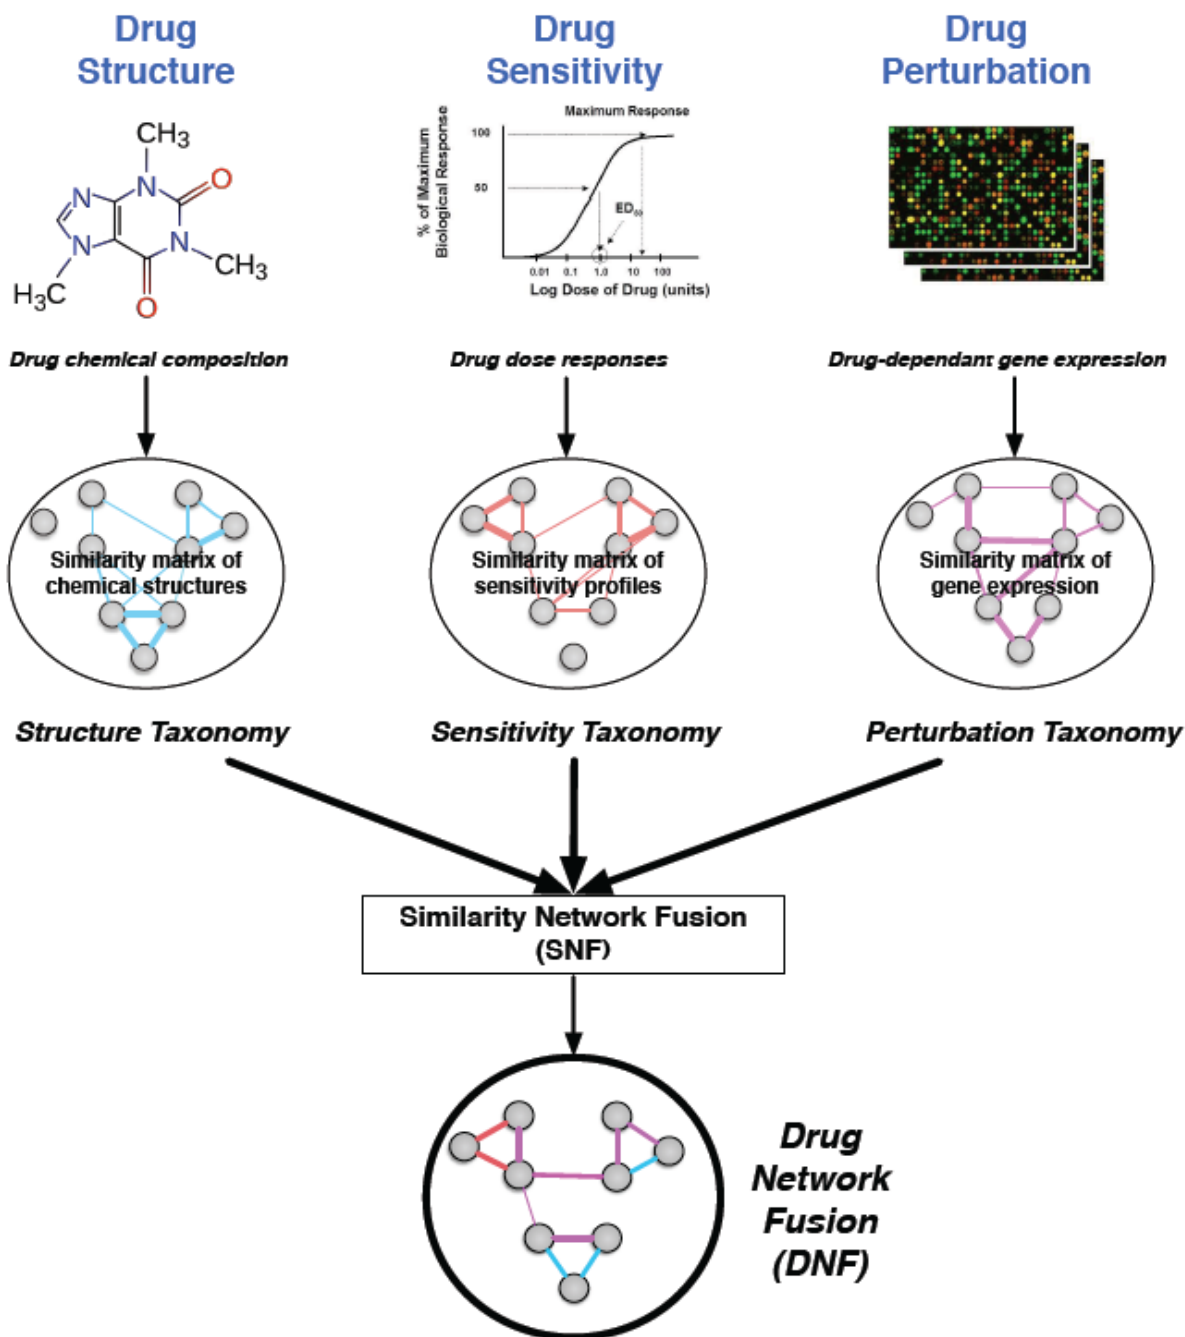 Drug
Structure
Drug
Sensitivity
Drug
Perturbation
CH3
N
N
O
N
N
CH3
H3C
O
% of Maximum
Biological Response
Maximum Response
100
50
ED50
0.01 0.1 1.0 10 100
Log Dose of Drug (units)
Drug chemical composition
Drug dose responses
Drug-dependant gene expression
Similarity matrix of
chemical structures
Similarity matrix of
sensitivity profiles
Similarity matrix of
gene expression
Structure Taxonomy
Sensitivity Taxonomy
Perturbation Taxonomy
Similarity Network Fusion
(SNF)
Drug
Network
Fusion
(DNF)